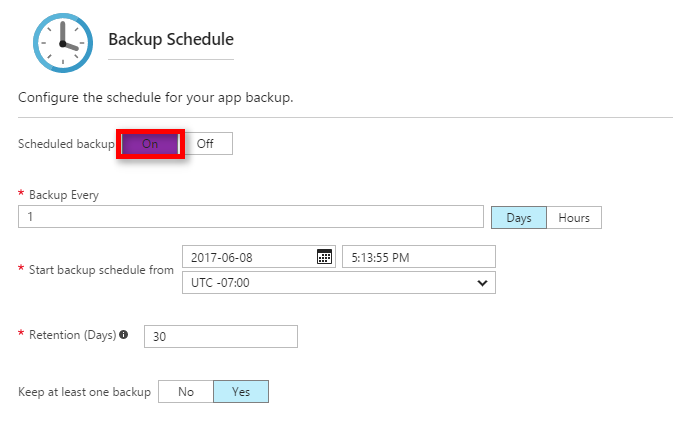 Backup Schedule
Configure the schedule for your app backup.
Scheduled backup On Off
* Backup Every
1 Days Hours
2017-06-08 5:13:55 PM
* Start backup schedule from
UTC -07:00
* Retention (Days) 30
Keep at least one backup No Yes